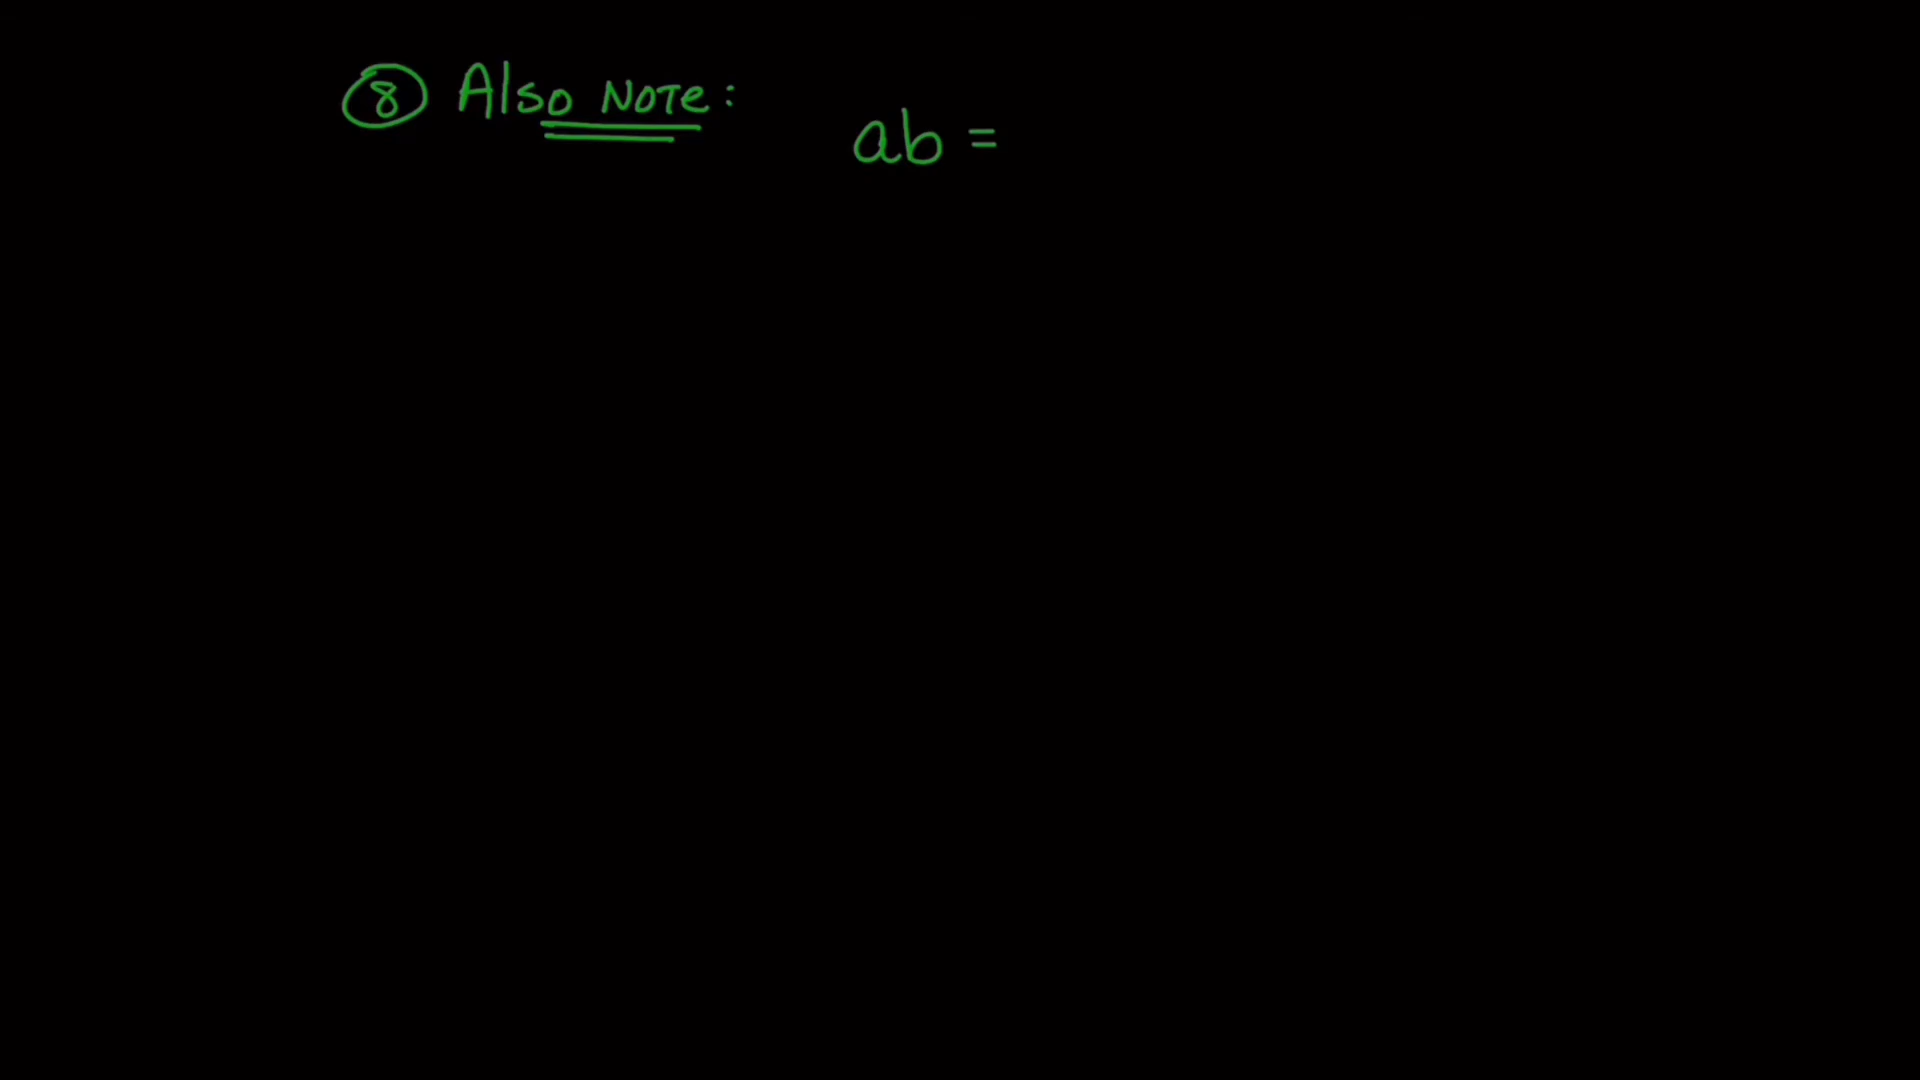 ⑧ Also NOTE:
ab =